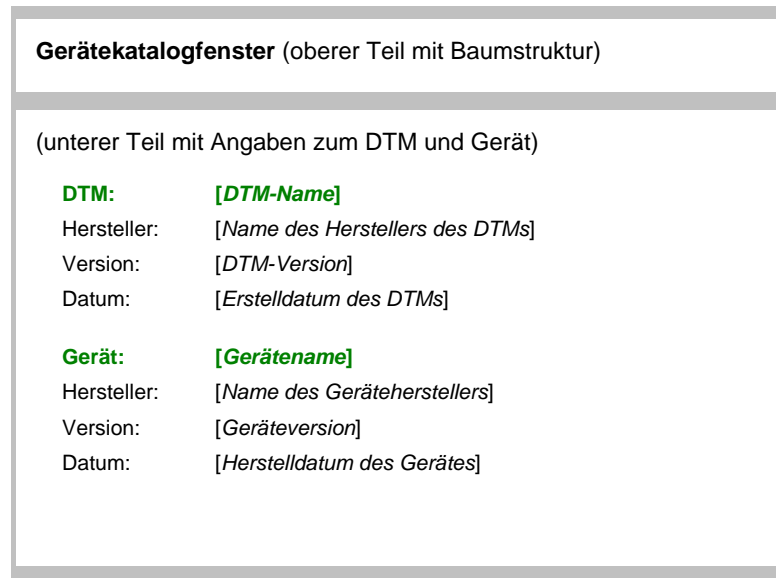 Gerätekatalogfenster (oberer Teil mit Baumstruktur)
(unterer Teil mit Angaben zum DTM und Gerät)
DTM: [DTM-Name]
Hersteller: [Name des Herstellers des DTMs]
Version: [DTM-Version]
Datum: [Erstelldatum des DTMs]
Gerät: [Gerätename]
Hersteller: [Name des Geräteherstellers]
Version: [Geräteversion]
Datum: [Herstelldatum des Gerätes]